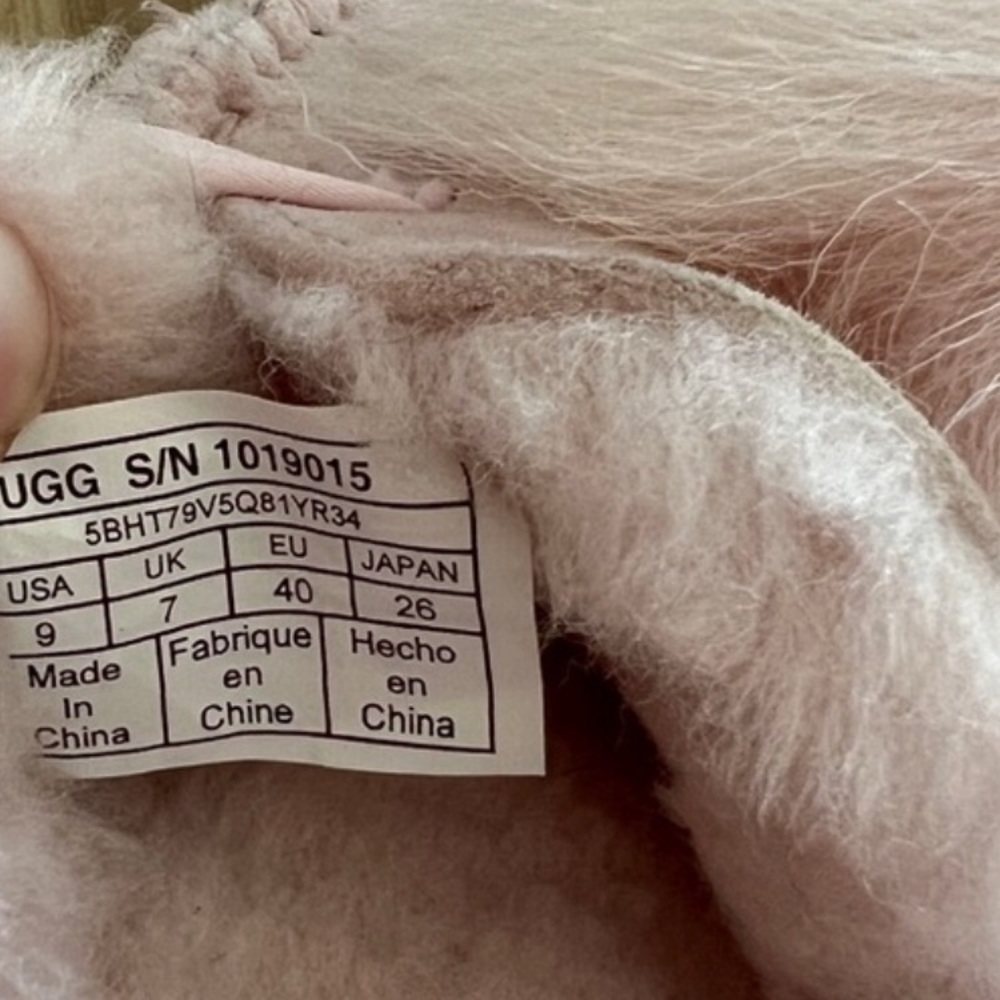 UGG S/N 1019015
5BHT79V5Q81YR34
USA UK EU JAPAN
9 7 40 26
Made In China
Fabrique en Chine
Hecho en China